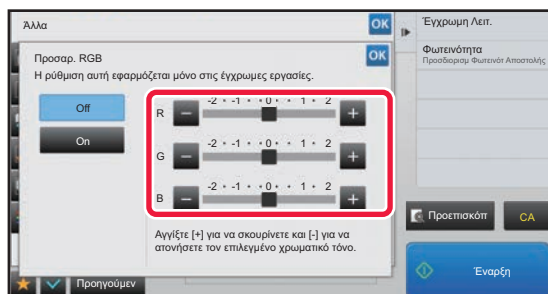 Άλλα
OK
Έγχρωμη Λειτ.
Φωτεινότητα
Προσδιορισμ Φωτεινότ Αποστολής
Προσαρ. RGB
OK
Η ρύθμιση αυτή εφαρμόζεται μόνο στις έγχρωμες εργασίες.
Off
On
-2 • -1 • • 0 • • 1 • 2
R - +
-2 • -1 • • 0 • • 1 • 2
G - +
-2 • -1 • • 0 • • 1 • 2
B - +
Αγγίξτε [+] για να σκουρίνετε και [-] για να
ατονήσετε τον επιλεγμένο χρωματικό τόνο.
Προεπισκόπ
CA
Προηγούμεν
Έναρξη